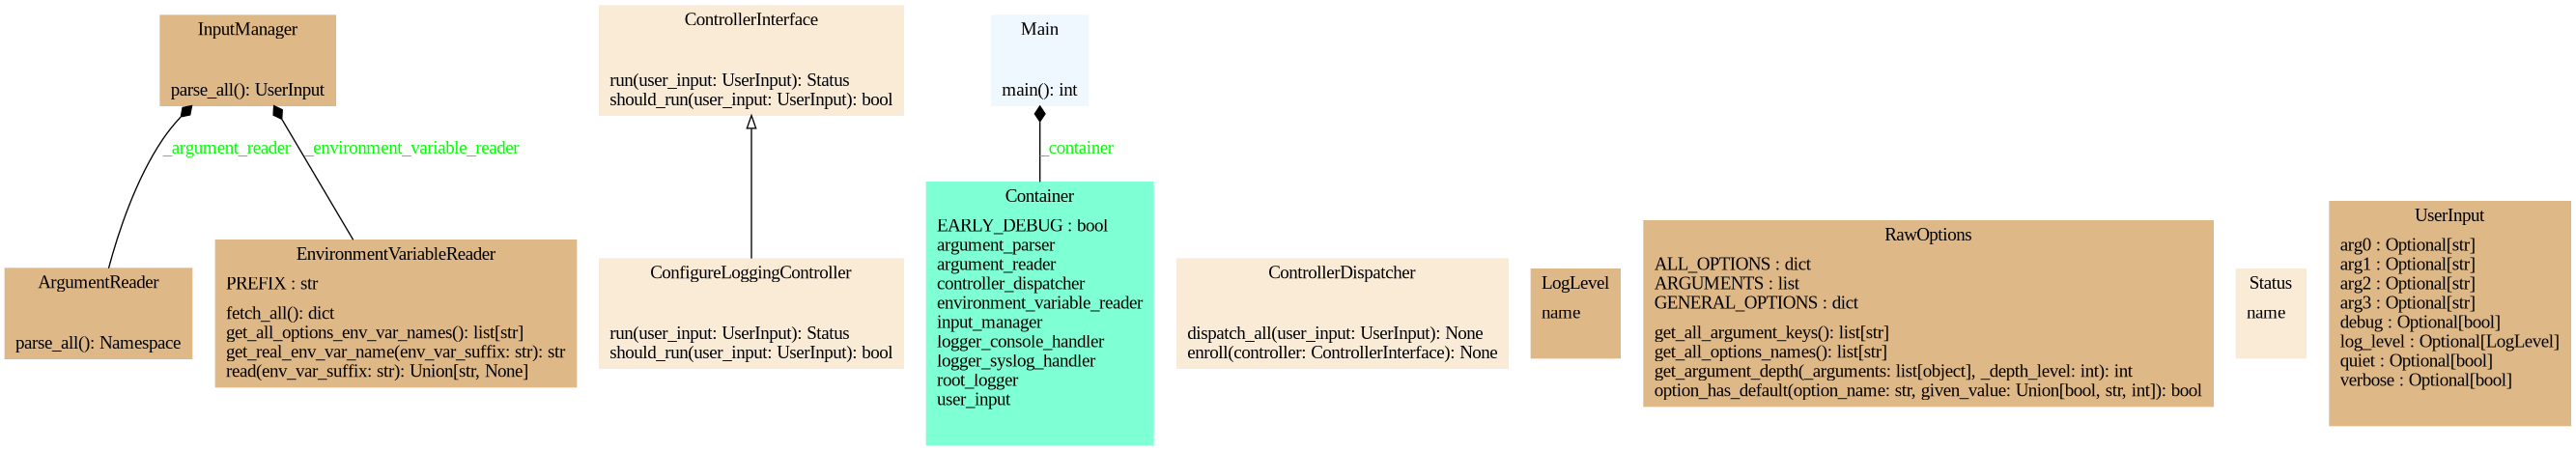 InputManager
parse_all(): UserInput
_argument_reader
_environment_variable_reader
ArgumentReader
parse_all(): Namespace
EnvironmentVariableReader
PREFIX : str
fetch_all(): dict
get_all_options_env_var_names(): list[str]
get_real_env_var_name(env_var_suffix: str): str
read(env_var_suffix: str): Union[str, None]
ControllerInterface
run(user_input: UserInput): Status
should_run(user_input: UserInput): bool
ConfigureLoggingController
run(user_input: UserInput): Status
should_run(user_input: UserInput): bool
Main
main(): int
_container
Container
EARLY_DEBUG : bool
argument_parser
argument_reader
controller_dispatcher
environment_variable_reader
input_manager
logger_console_handler
logger_syslog_handler
root_logger
user_input
ControllerDispatcher
dispatch_all(user_input: UserInput): None
enroll(controller: ControllerInterface): None
LogLevel
name
RawOptions
ALL_OPTIONS : dict
ARGUMENTS : list
GENERAL_OPTIONS : dict
get_all_argument_keys(): list[str]
get_all_options_names(): list[str]
get_argument_depth(_arguments: list[object], _depth_level: int): int
option_has_default(option_name: str, given_value: Union[bool, str, int]): bool
Status
name
UserInput
arg0 : Optional[str]
arg1 : Optional[str]
arg2 : Optional[str]
arg3 : Optional[str]
debug : Optional[bool]
log_level : Optional[LogLevel]
quiet : Optional[bool]
verbose : Optional[bool]